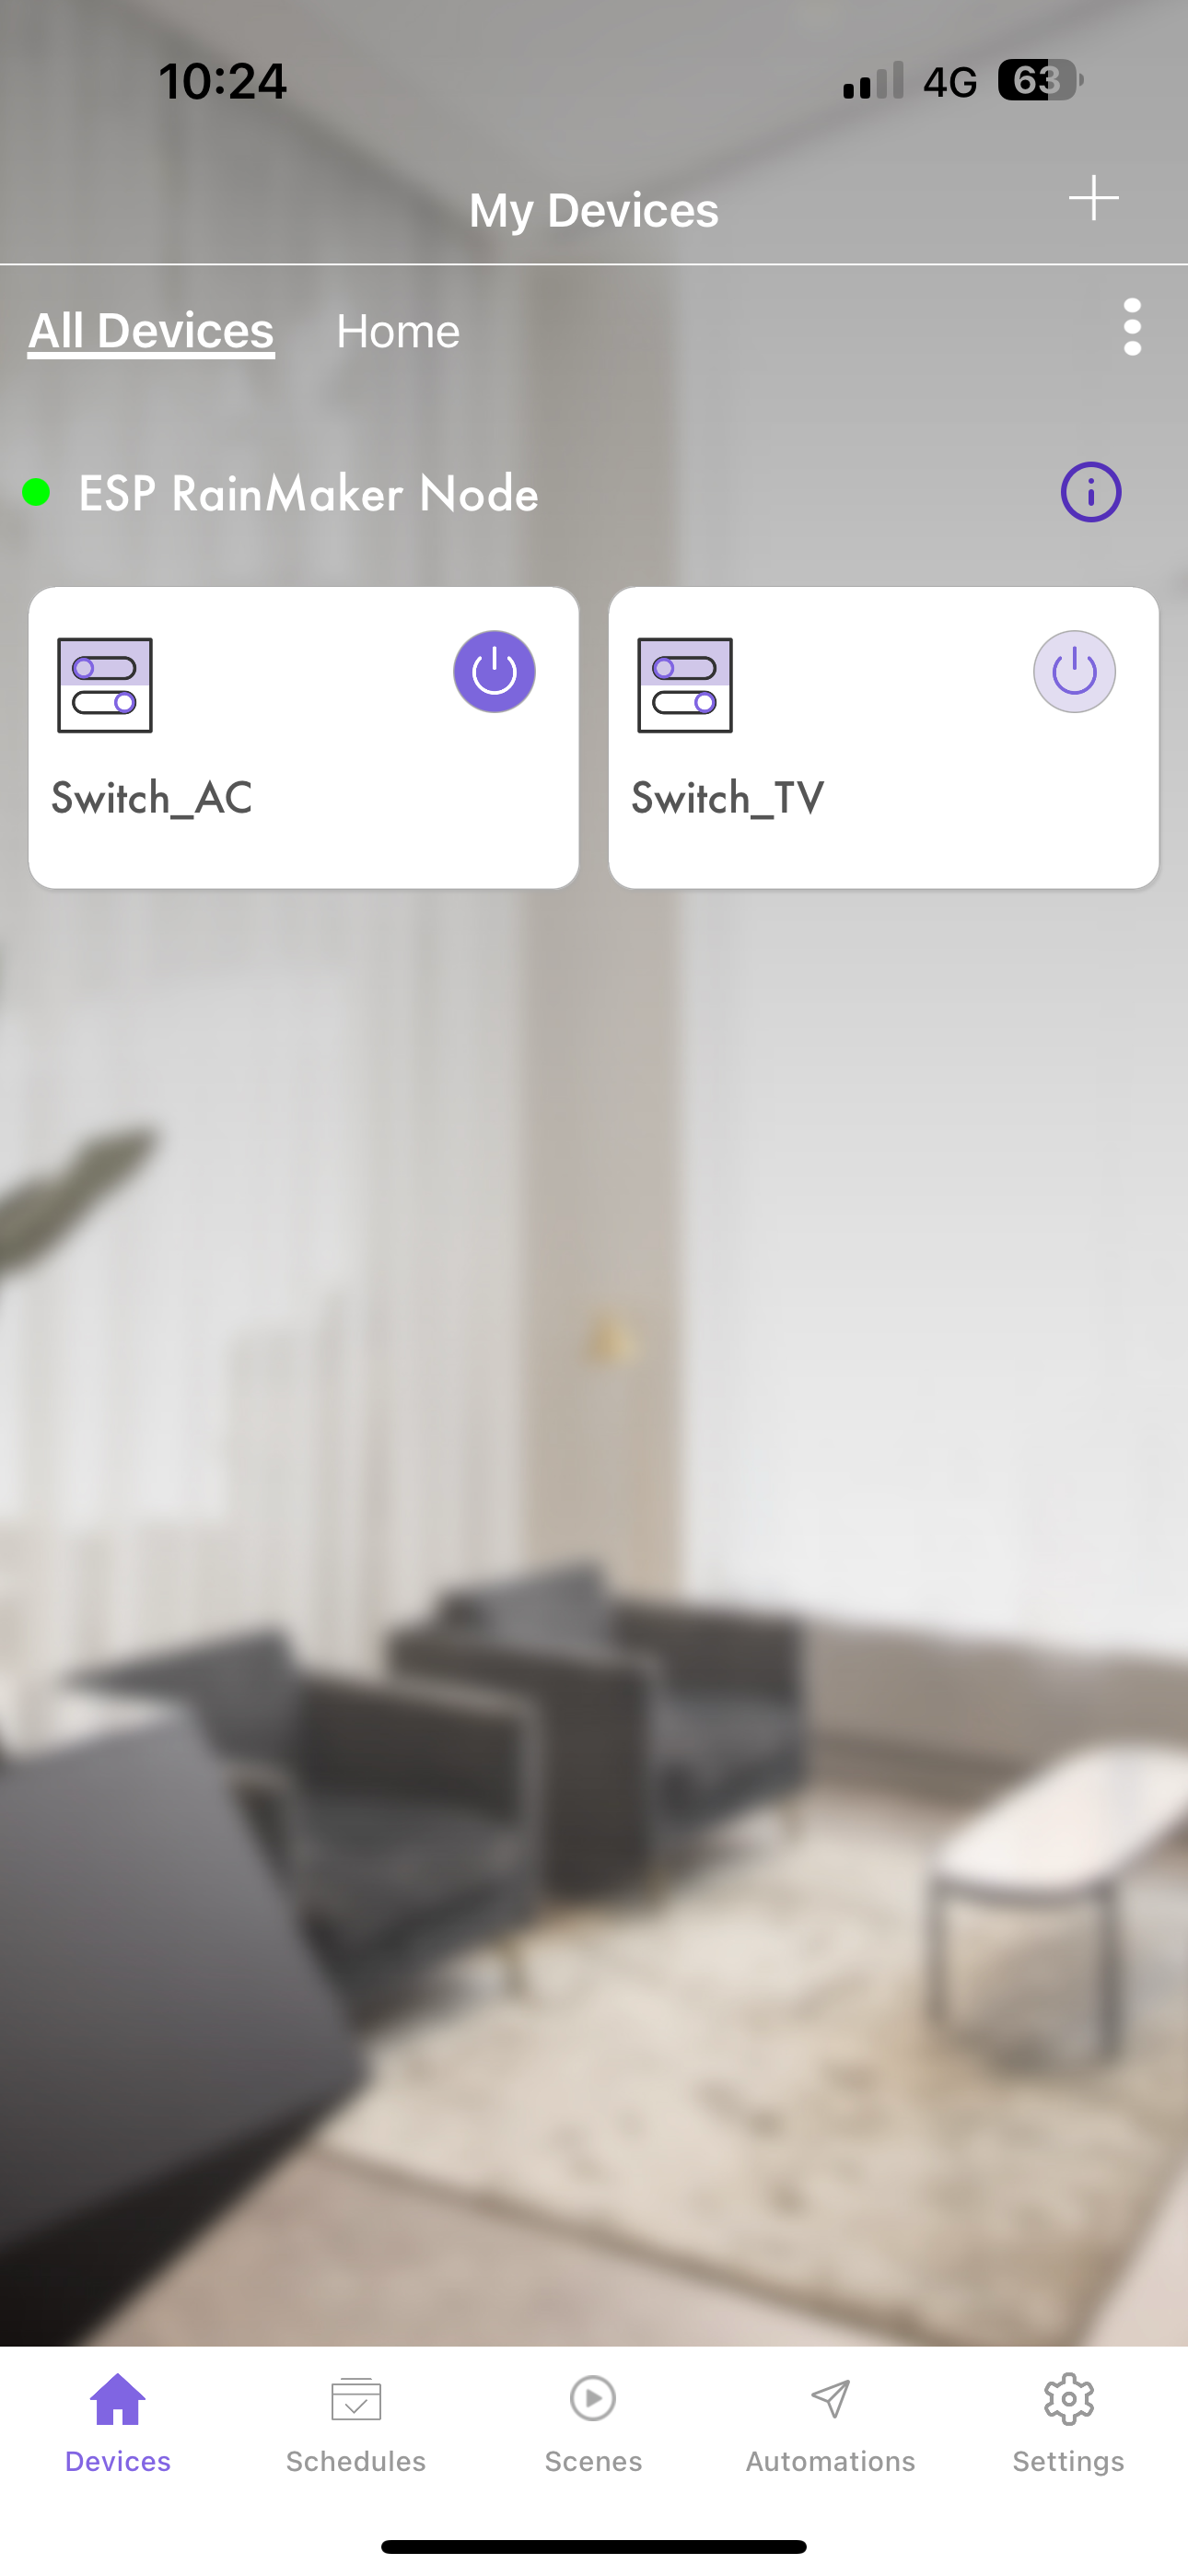 10:24 4G 63
My Devices
All Devices Home
ESP RainMaker Node
Switch_AC Switch_TV
Devices Schedules Scenes Automations Settings